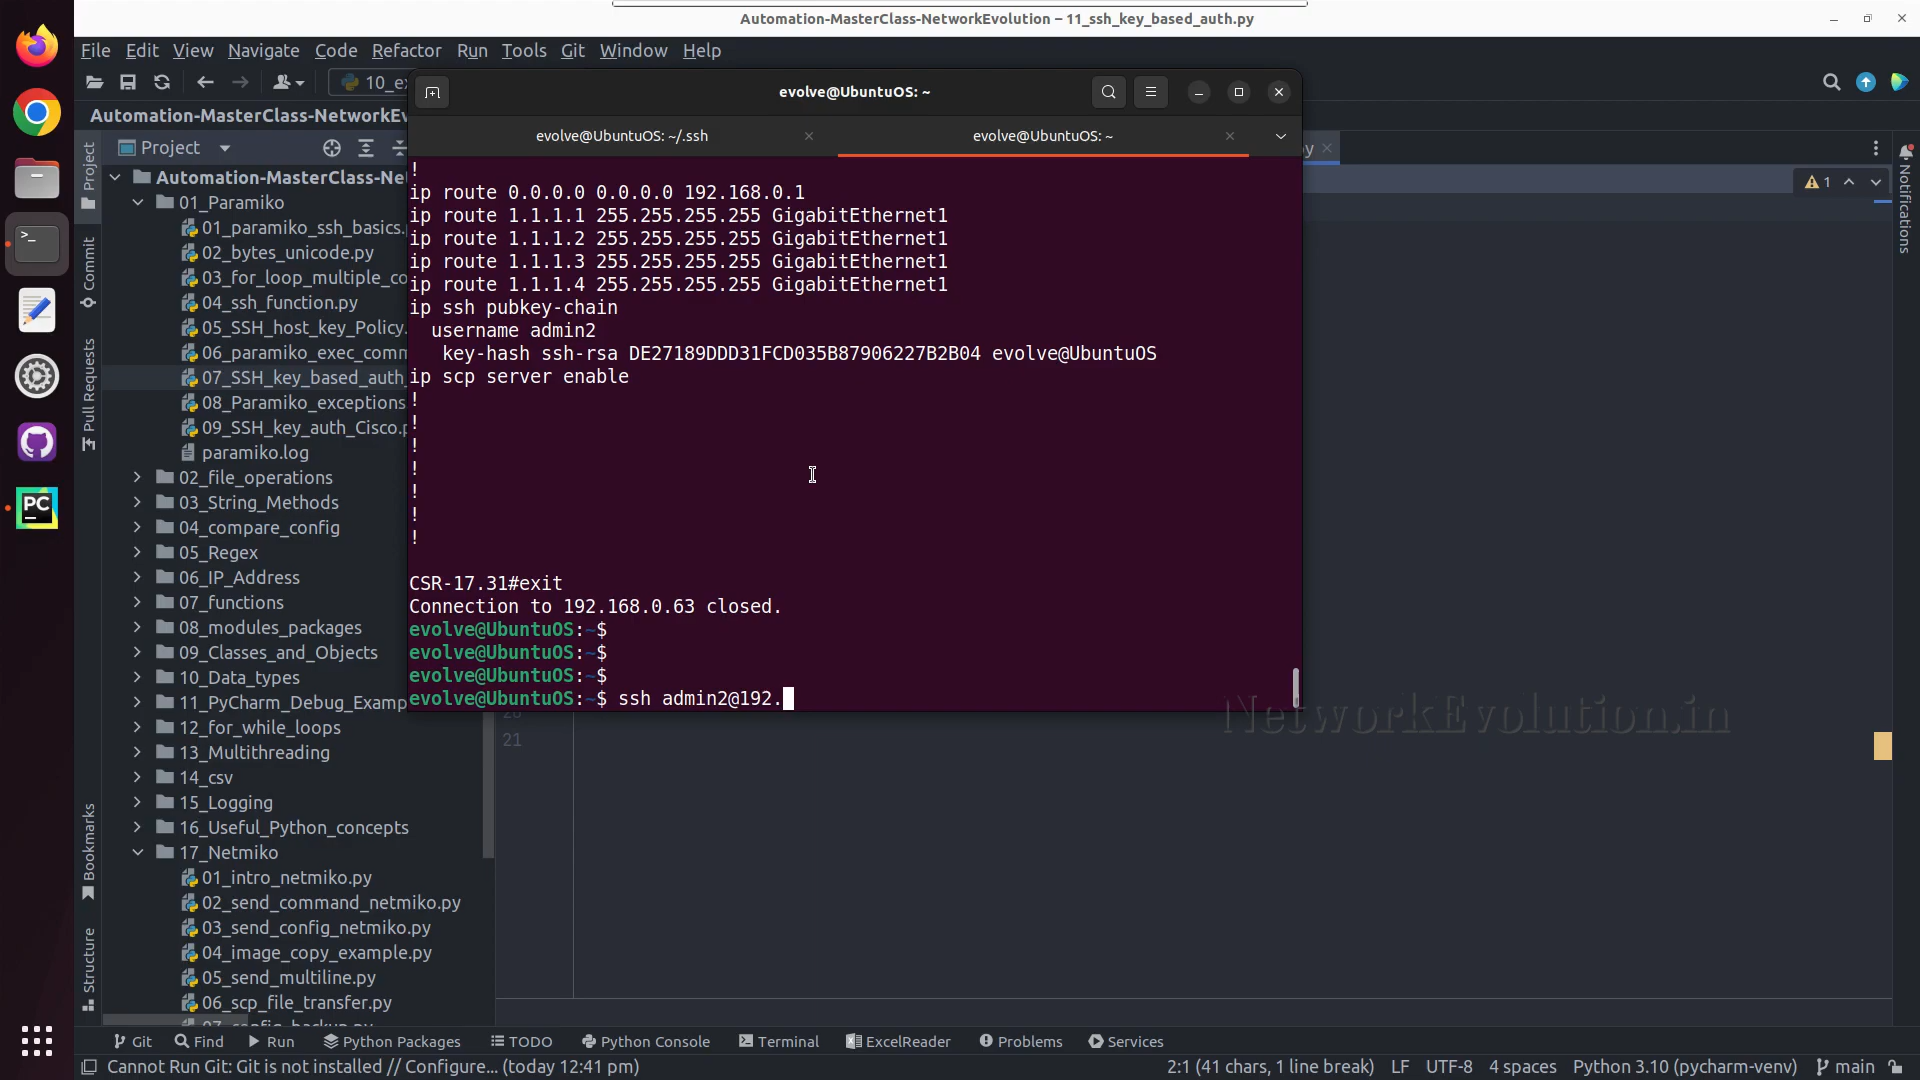 Automation-MasterClass-NetworkEvolution – 11_ssh_key_based_auth.py
File Edit View Navigate Code Refactor Run Tools Git Window Help
10_ex
Automation-MasterClass-NetworkEv
evolve@UbuntuOS: ~
evolve@UbuntuOS: ~/.ssh
evolve@UbuntuOS: ~
Project
Commit
Pull Requests
Bookmarks
Structure
Notifications
Project
Automation-MasterClass-Ne
01_Paramiko
01_paramiko_ssh_basics.
02_bytes_unicode.py
03_for_loop_multiple_co
04_ssh_function.py
05_SSH_host_key_Policy.
06_paramiko_exec_comm
07_SSH_key_based_auth_
08_Paramiko_exceptions
09_SSH_key_auth_Cisco.p
paramiko.log
02_file_operations
03_String_Methods
04_compare_config
05_Regex
06_IP_Address
07_functions
08_modules_packages
09_Classes_and_Objects
10_Data_types
11_PyCharm_Debug_Examp
12_for_while_loops
13_Multithreading
14_csv
15_Logging
16_Useful_Python_concepts
17_Netmiko
01_intro_netmiko.py
02_send_command_netmiko.py
03_send_config_netmiko.py
04_image_copy_example.py
05_send_multiline.py
06_scp_file_transfer.py
!
ip route 0.0.0.0 0.0.0.0 192.168.0.1
ip route 1.1.1.1 255.255.255.255 GigabitEthernet1
ip route 1.1.1.2 255.255.255.255 GigabitEthernet1
ip route 1.1.1.3 255.255.255.255 GigabitEthernet1
ip route 1.1.1.4 255.255.255.255 GigabitEthernet1
ip ssh pubkey-chain
username admin2
key-hash ssh-rsa DE27189DDD31FCD035B87906227B2B04 evolve@UbuntuOS
ip scp server enable
!
!
!
!
!
!
!
CSR-17.31#exit
Connection to 192.168.0.63 closed.
evolve@UbuntuOS:~$
evolve@UbuntuOS:~$
evolve@UbuntuOS:~$
evolve@UbuntuOS:~$ ssh admin2@192.
y
1
21
NetworkEvolution.in
Git Find Run Python Packages TODO Python Console Terminal ExcelReader Problems Services
Cannot Run Git: Git is not installed // Configure... (today 12:41 pm)
2:1 (41 chars, 1 line break) LF UTF-8 4 spaces Python 3.10 (pycharm-venv) main